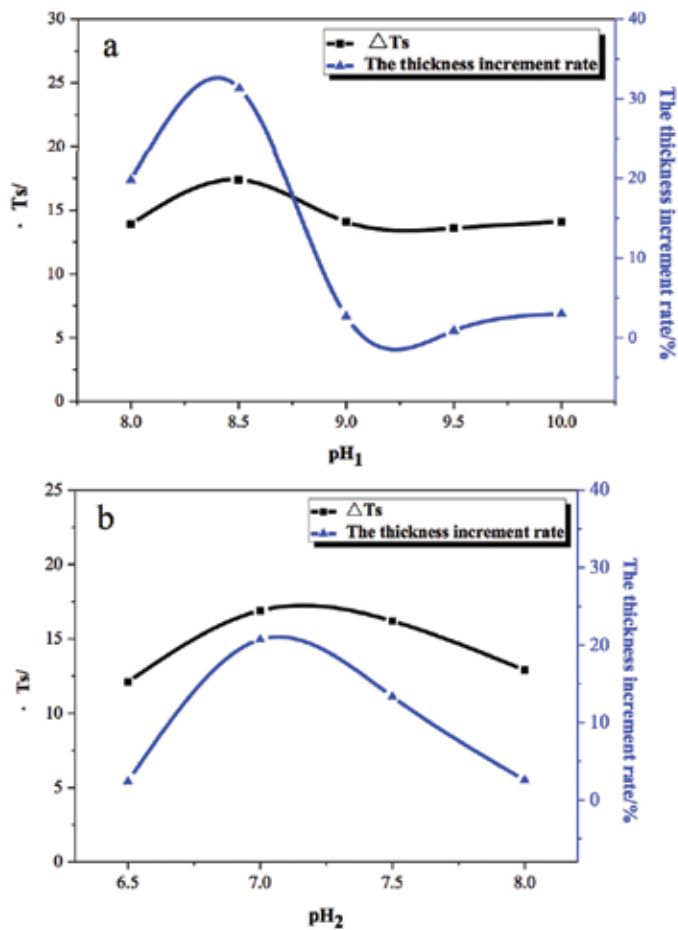 a
△Ts
The thickness increment rate
30
25
20
15
10
5
0
· Ts/
40
30
20
10
0
The thickness increment rate/%
8.0 8.5 9.0 9.5 10.0
pH1
b
△Ts
The thickness increment rate
25
20
15
10
5
0
· Ts/
40
30
20
10
0
The thickness increment rate/%
6.5 7.0 7.5 8.0
pH2